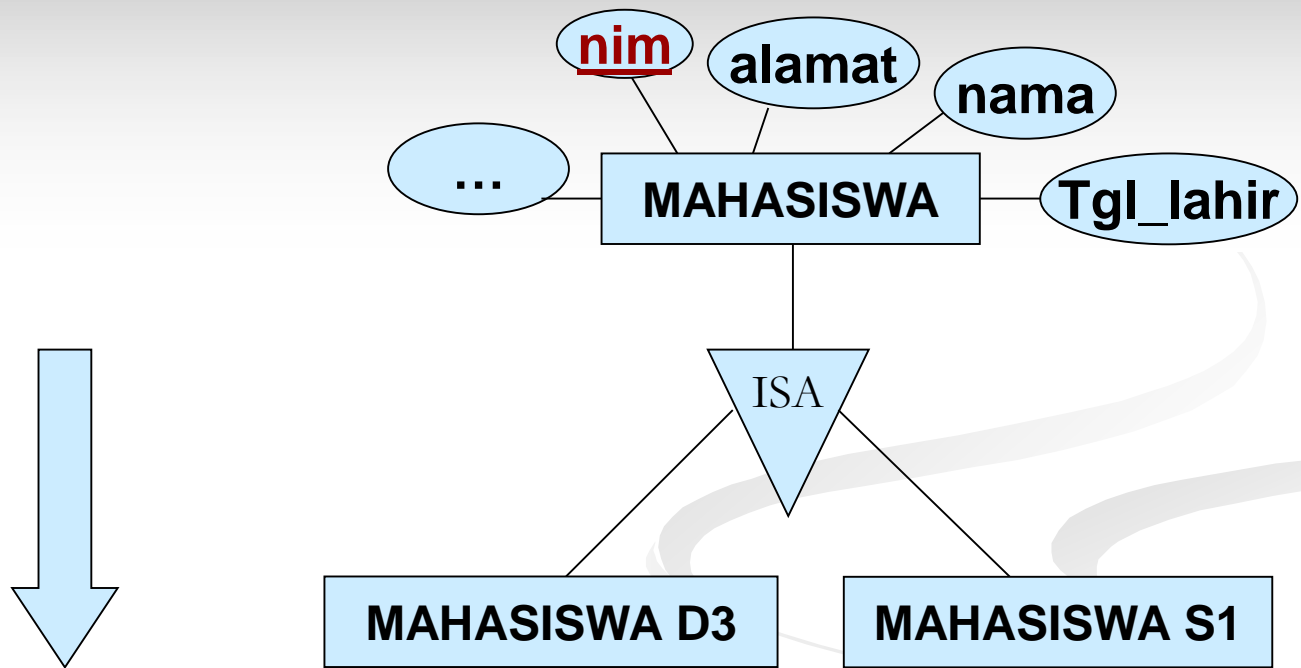 nim
alamat
nama
...
MAHASISWA
Tgl_lahir
ISA
MAHASISWA D3
MAHASISWA S1